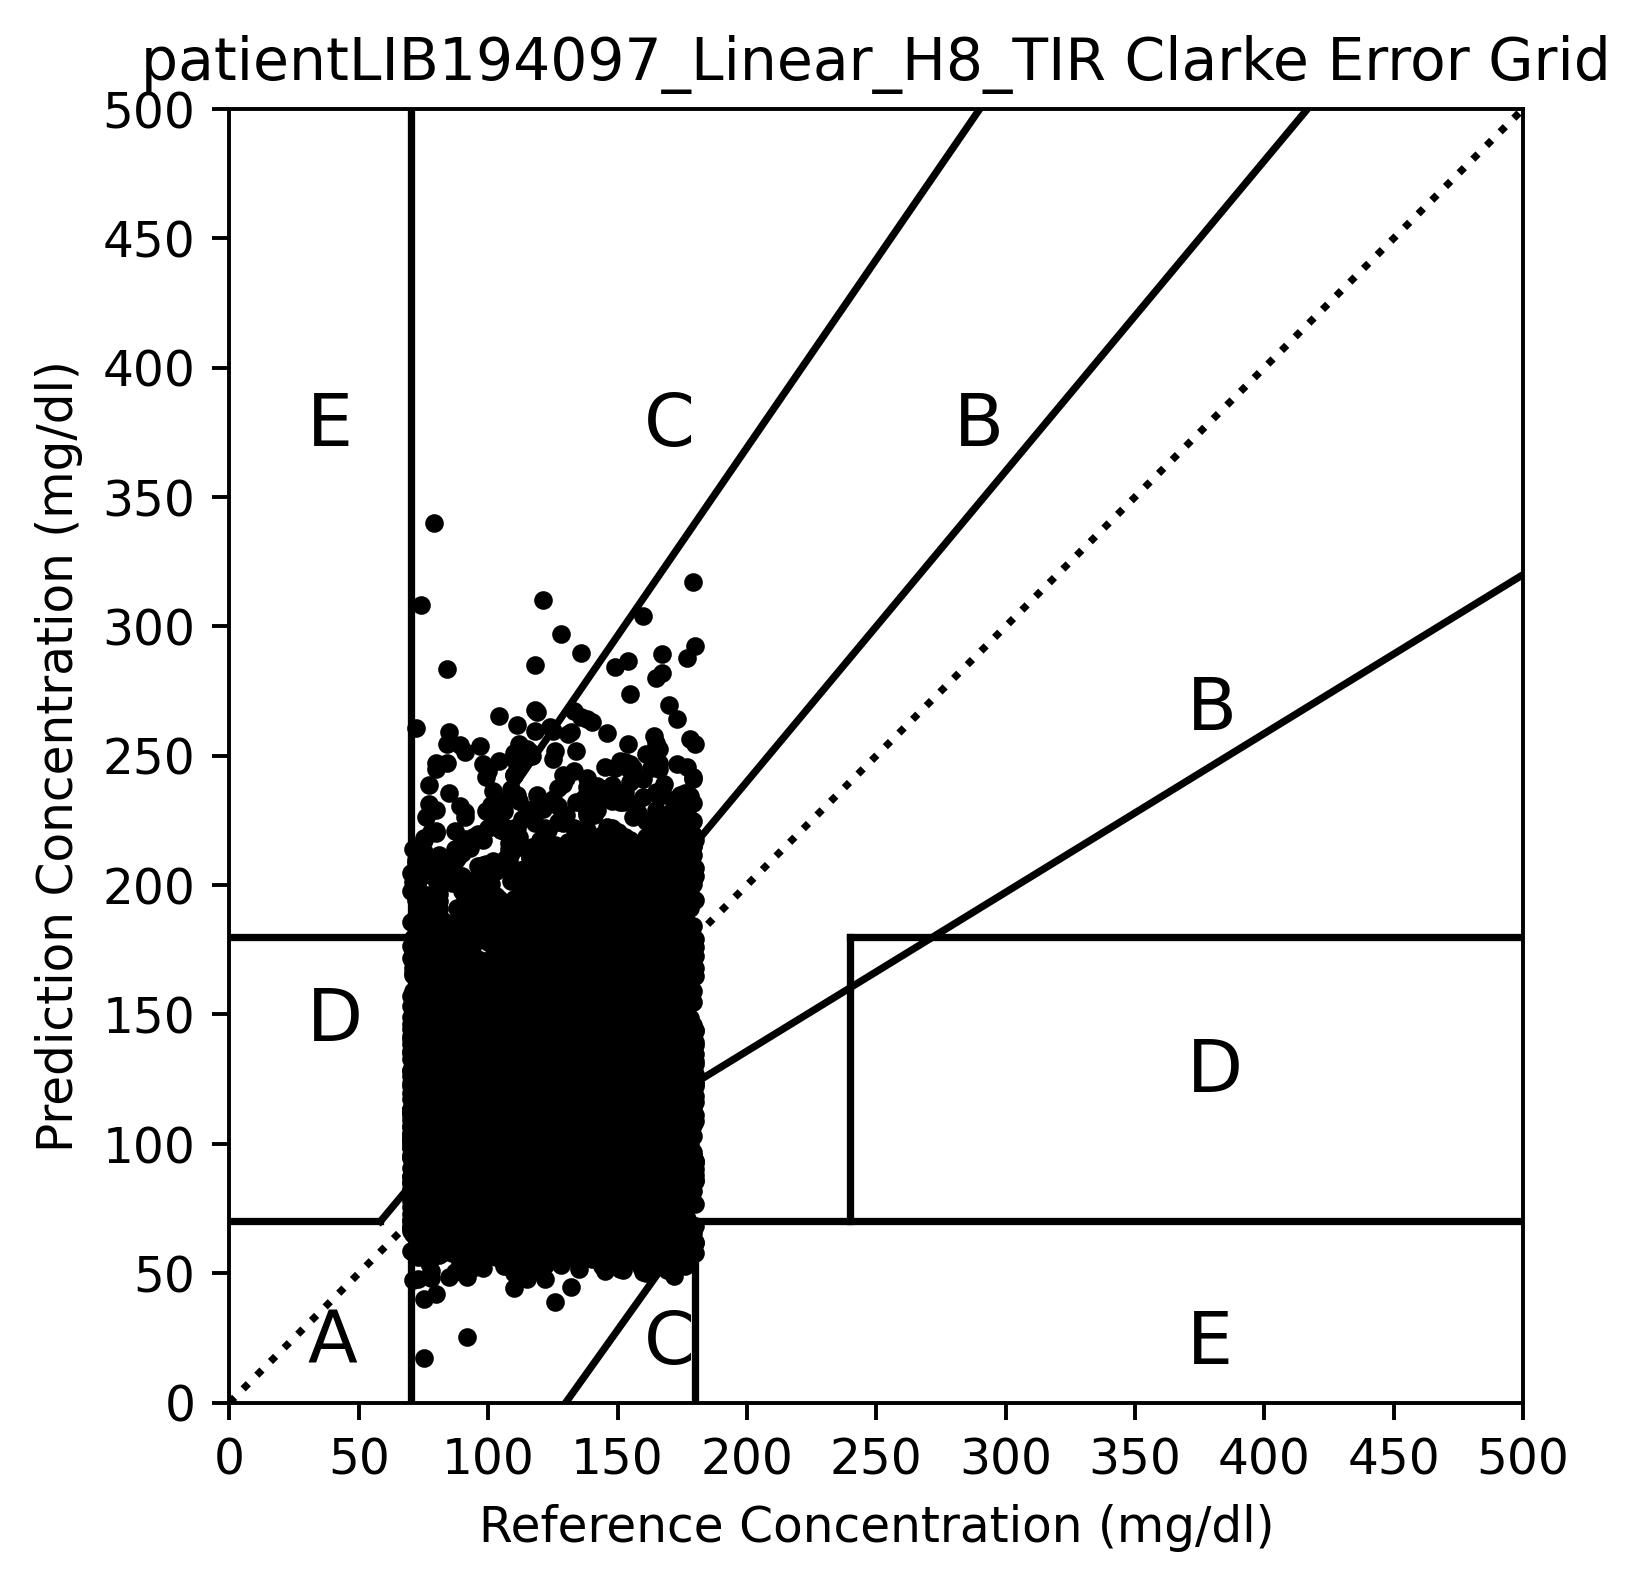 patientLIB194097_Linear_H8_TIR Clarke Error Grid
500
450
400
350
300
250
200
150
100
50
0
Prediction Concentration (mg/dl)
E
C
B
B
D
D
A
C
E
0 50 100 150 200 250 300 350 400 450 500
Reference Concentration (mg/dl)